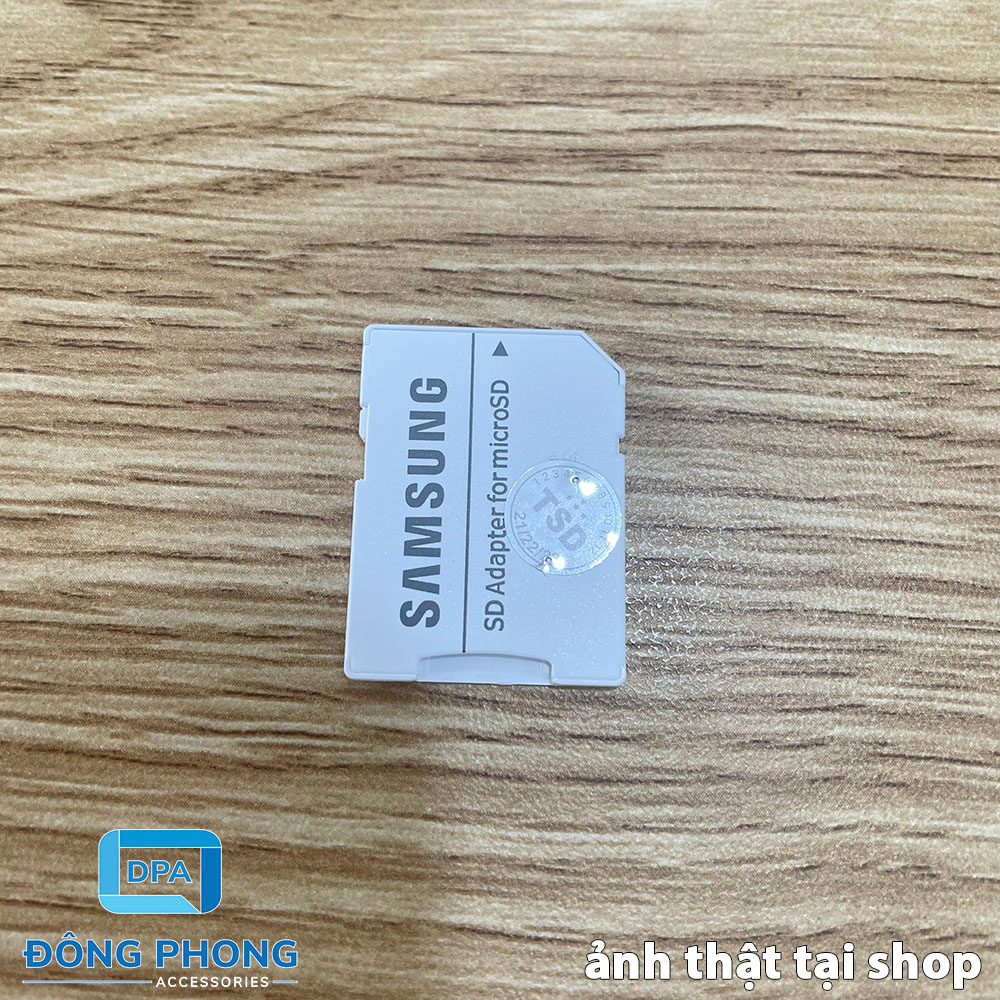 SAMSUNG
SD Adapter for microSD
TSD
DPA
ĐÔNG PHONG
ACCESSORIES
ảnh thật tại shop